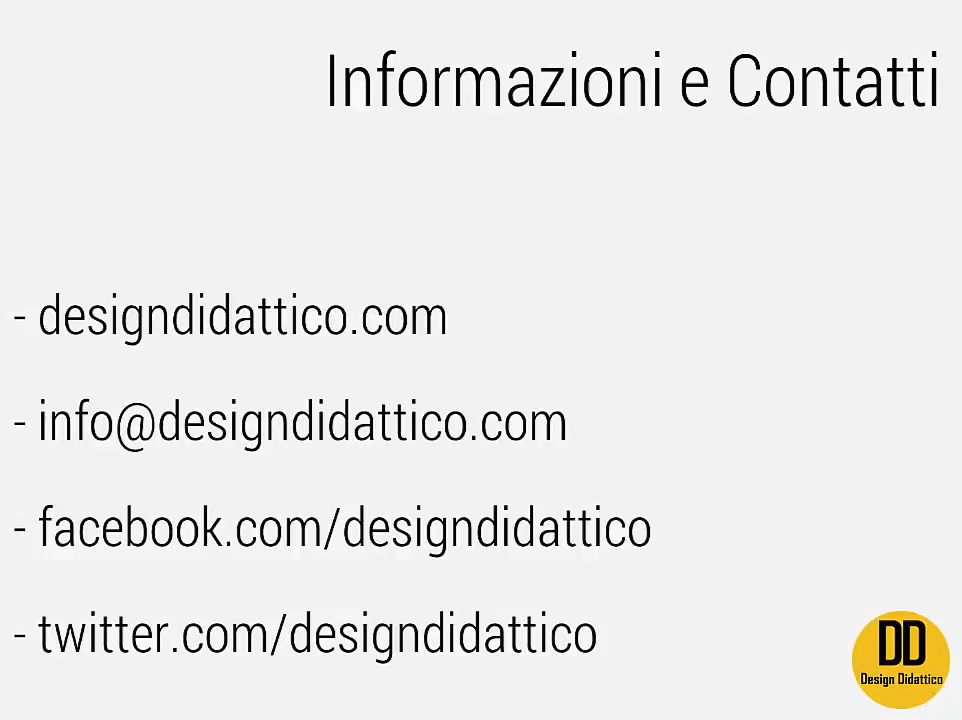 Informazioni e Contatti
- designdidattico.com
- info@designdidattico.com
- facebook.com/designdidattico
- twitter.com/designdidattico
DD
Design Didattico